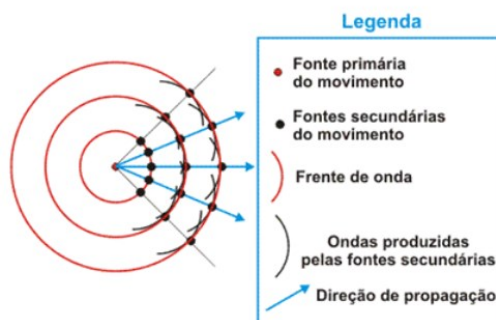 Legenda
Fonte primária
do movimento
Fontes secundárias
do movimento
Frente de onda
Ondas produzidas
pelas fontes secundárias
Direção de propagação